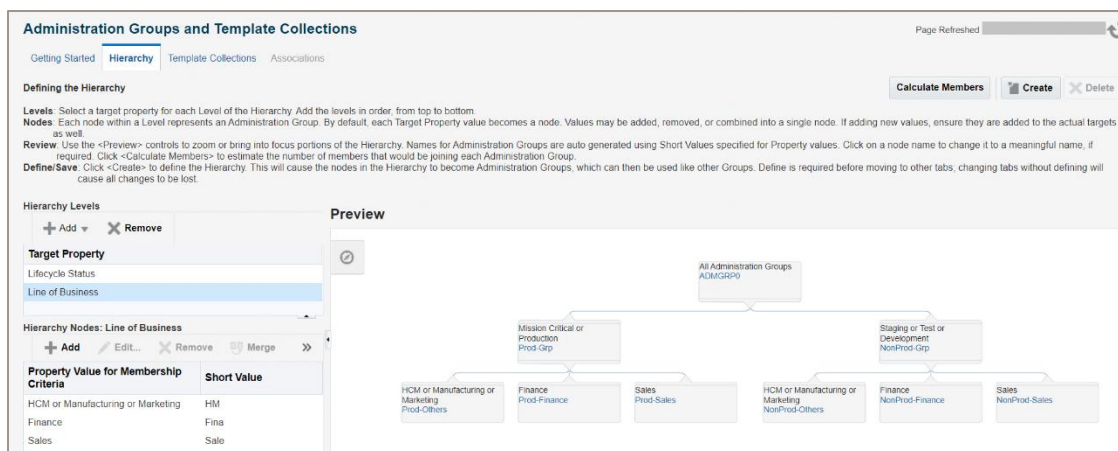 Administration Groups and Template Collections
Page Refreshed
Getting Started Hierarchy Template Collections Associations
Defining the Hierarchy
Calculate Members Create Delete
Levels: Select a target property for each Level of the Hierarchy. Add the levels in order, from top to bottom.
Nodes: Each node within a Level represents an Administration Group. By default, each Target Property value becomes a node. Values may be added, removed, or combined into a single node. If adding new values, ensure they are added to the actual targets
as well.
Review: Use the <Preview> controls to zoom or bring into focus portions of the Hierarchy. Names for Administration Groups are auto generated using Short Values specified for Property values. Click on a node name to change it to a meaningful name, if
required. Click <Calculate Members> to estimate the number of members that would be joining each Administration Group.
Define/Save: Click <Create> to define the Hierarchy. This will cause the nodes in the Hierarchy to become Administration Groups, which can then be used like other Groups. Define is required before moving to other tabs; changing tabs without defining will
cause all changes to be lost.
Hierarchy Levels
Add Remove
Target Property
Lifecycle Status
Line of Business
Hierarchy Nodes: Line of Business
Add Edit... Remove Merge »
Property Value for Membership
Criteria
Short Value
HCM or Manufacturing or Marketing HM
Finance Fina
Sales Sale
Preview
All Administration Groups
ADMGRP0
Mission Critical or
Production
Prod-Grp
Staging or Test or
Development
NonProd-Grp
HCM or Manufacturing or
Marketing
Prod-Others
Finance
Prod-Finance
Sales
Prod-Sales
HCM or Manufacturing or
Marketing
NonProd-Others
Finance
NonProd-Finance
Sales
NonProd-Sales